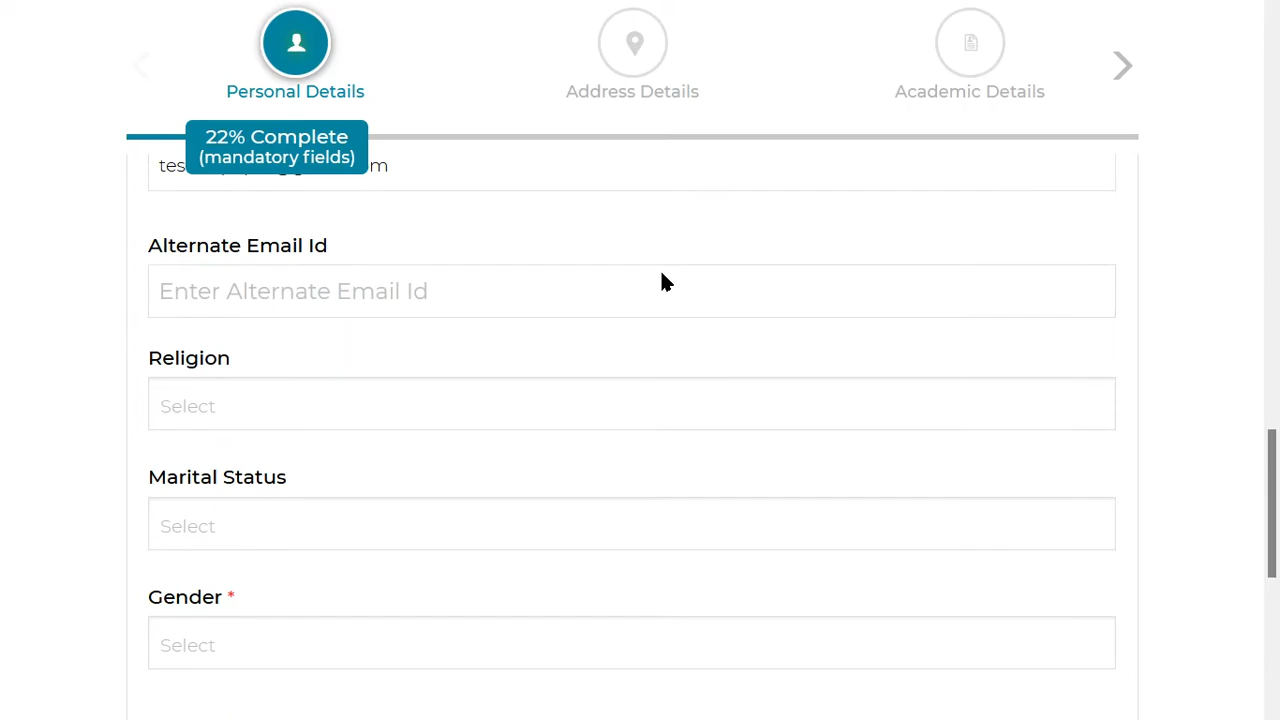 Personal Details
Address Details
Academic Details
22% Complete
(mandatory fields)
Alternate Email Id
Enter Alternate Email Id
Religion
Select
Marital Status
Select
Gender *
Select